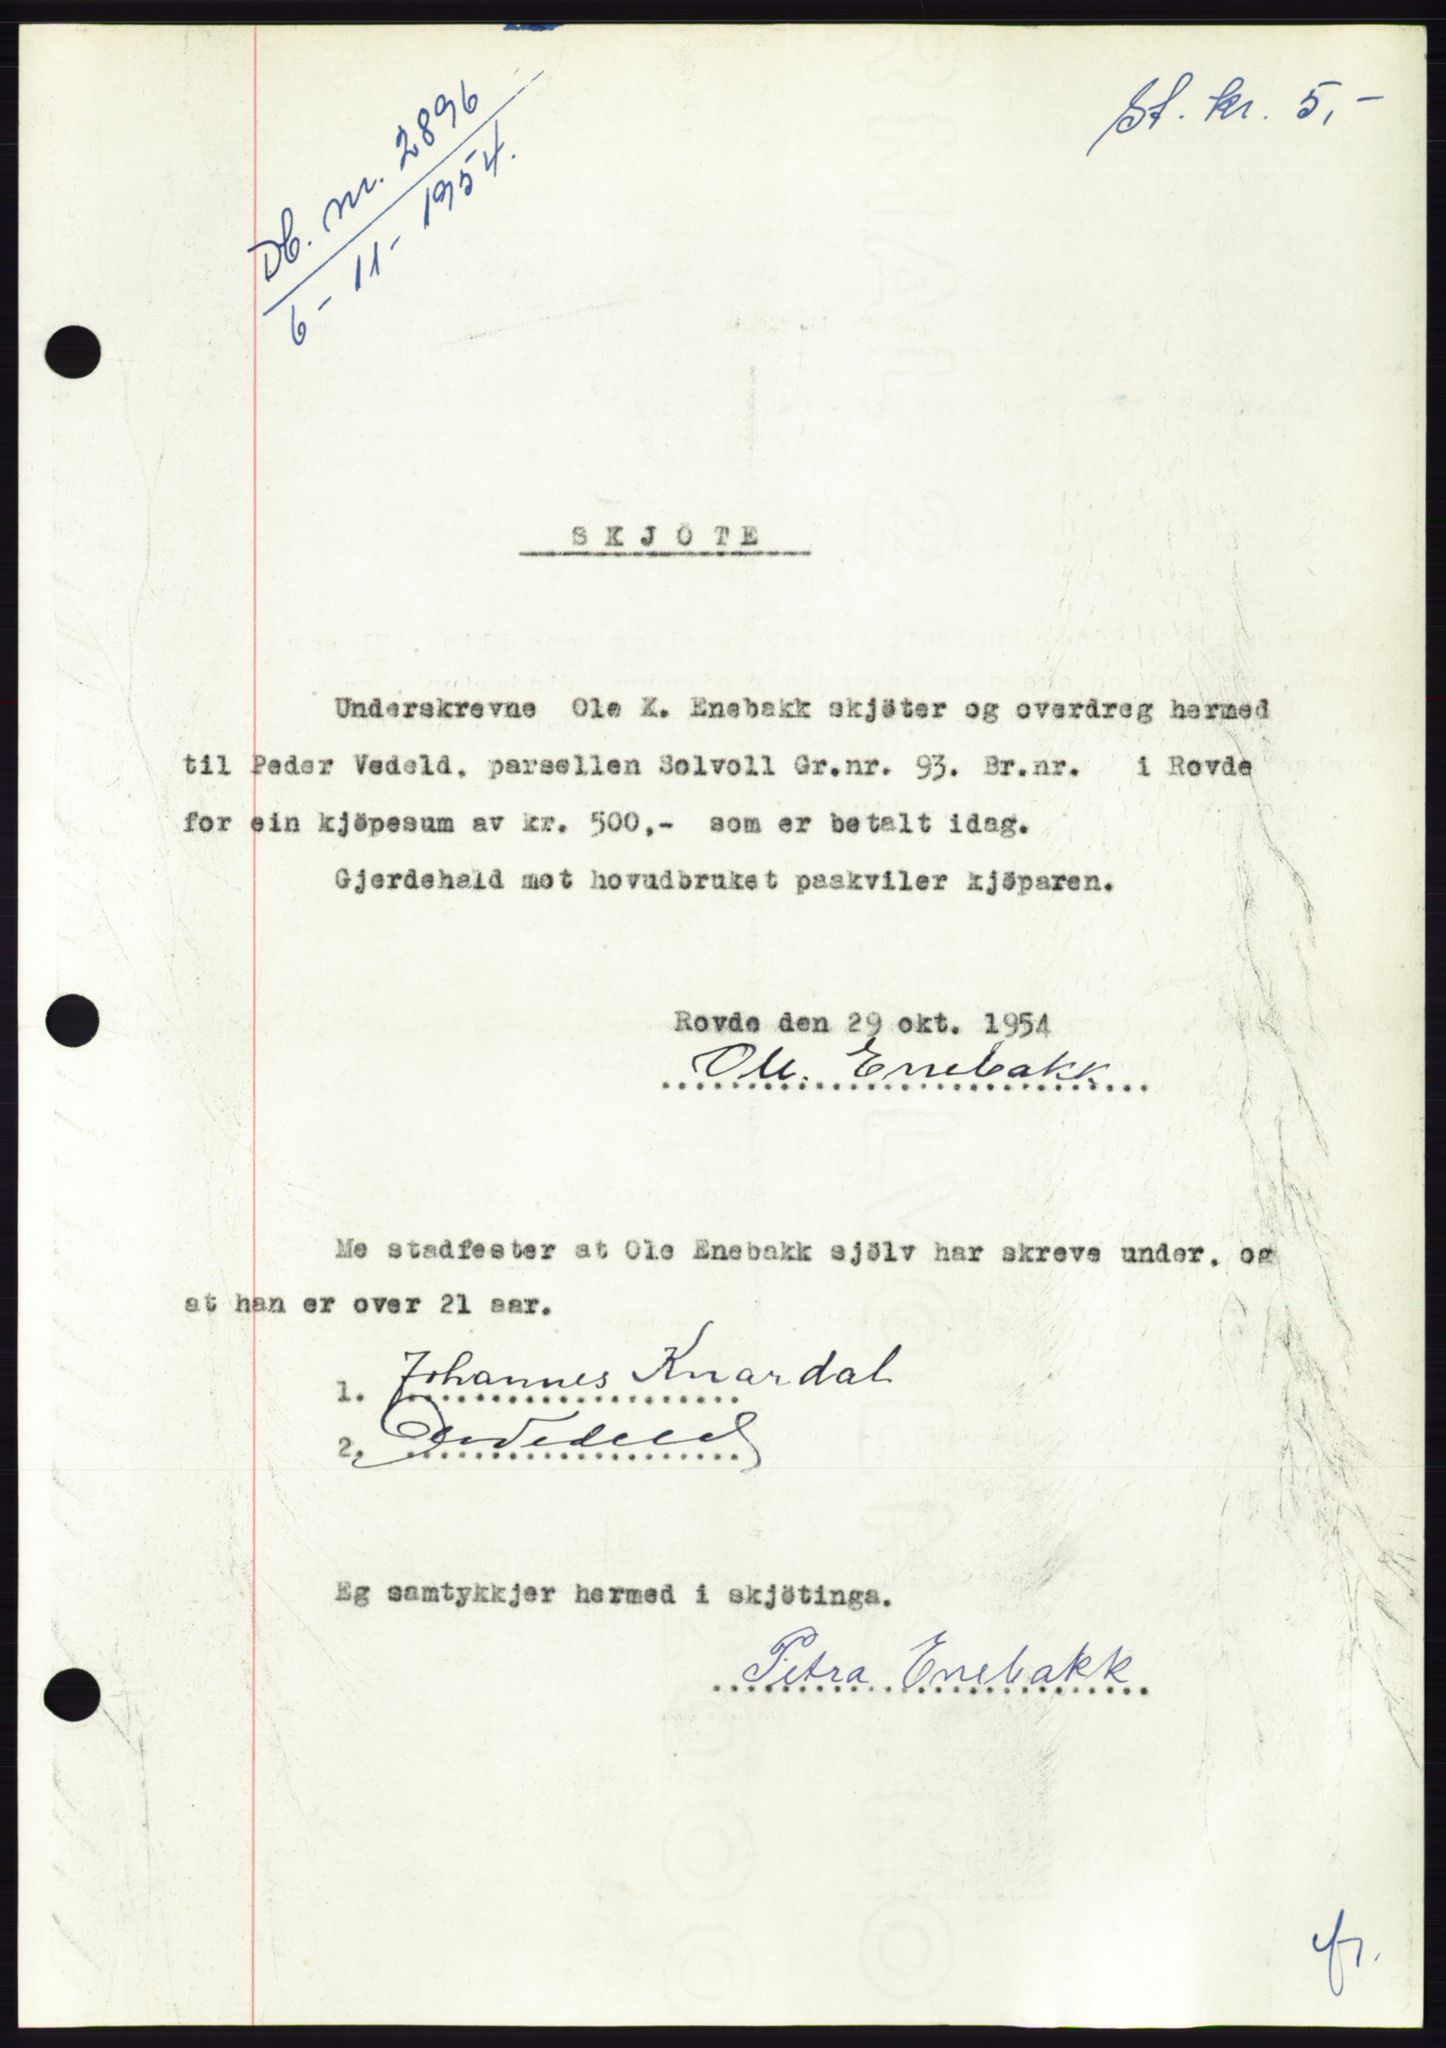 Db. nr. 2896
6-11-1954.
St. kr. 5,-
SKJÖTE
Underskrevne Ole K. Enebakk skjöter og overdreg hermed
til Peder Vedeld. parsellen Solvoll Gr.nr. 93. Br.nr. i Rovde
for ein kjöpesum av kr. 500.- som er betalt idag.
Gjerdehald mot hovudbruket paakviler kjöparen.
Rovde den 29 okt. 1954
Ole. Enebakk
Me stadfester at Ole Enebakk sjölv har skreve under. og
at han er over 21 aar.
1. Johannes Knardal
2. Vedeld
Eg samtykkjer hermed i skjötinga.
Petra Enebakk